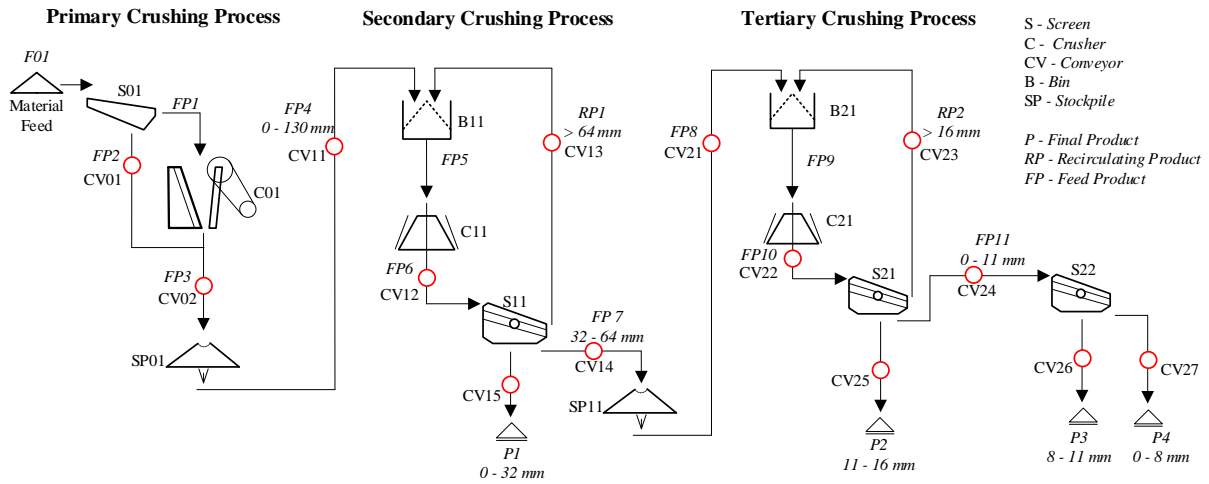 Primary Crushing Process
Secondary Crushing Process
Tertiary Crushing Process
S - Screen
C - Crusher
CV - Conveyor
B - Bin
SP - Stockpile
P - Final Product
RP - Recirculating Product
FP - Feed Product
F01
Material
Feed
S01
FP1
FP2
CV01
C01
FP3
CV02
SP01
FP4
0 - 130 mm
CV11
B11
FP5
C11
FP6
CV12
S11
RP1
> 64 mm
CV13
FP 7
32 - 64 mm
CV14
CV15
SP11
P1
0 - 32 mm
FP8
CV21
B21
FP9
C21
FP10
CV22
S21
RP2
> 16 mm
CV23
FP11
0 - 11 mm
CV24
S22
CV25
P2
11 - 16 mm
CV26
CV27
P3
8 - 11 mm
P4
0 - 8 mm